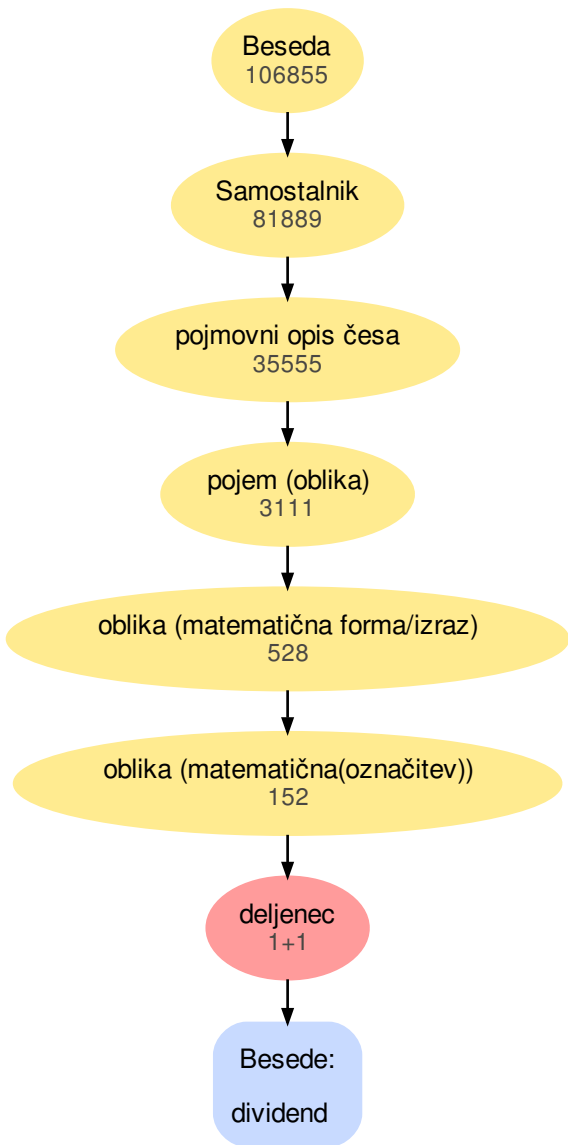 Beseda
106855
Samostalnik
81889
pojmovni opis česa
35555
pojem (oblika)
3111
oblika (matematična forma/izraz)
528
oblika (matematična(označitev))
152
deljenec
1+1
Besede:
dividend